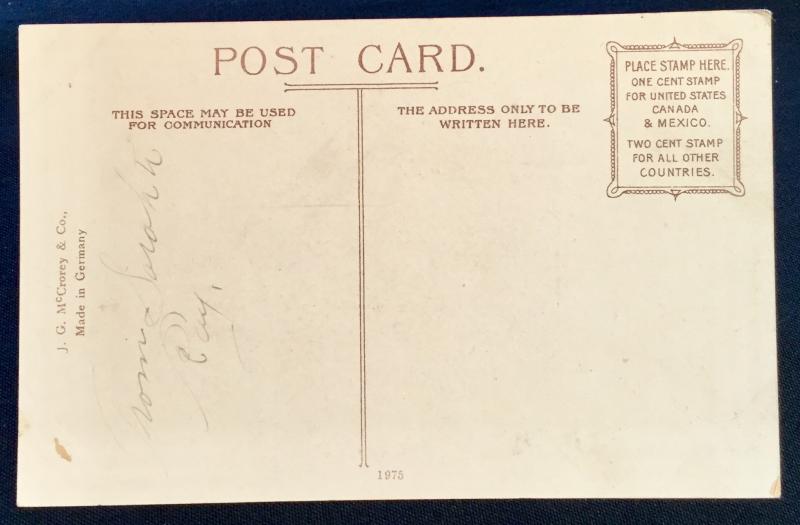 POST CARD.
THIS SPACE MAY BE USED
FOR COMMUNICATION
THE ADDRESS ONLY TO BE
WRITTEN HERE.
PLACE STAMP HERE.
ONE CENT STAMP
FOR UNITED STATES
CANADA
& MEXICO.
TWO CENT STAMP
FOR ALL OTHER
COUNTRIES.
J. G. McCrorey & Co.,
Made in Germany
Sarah
Ray,
1975